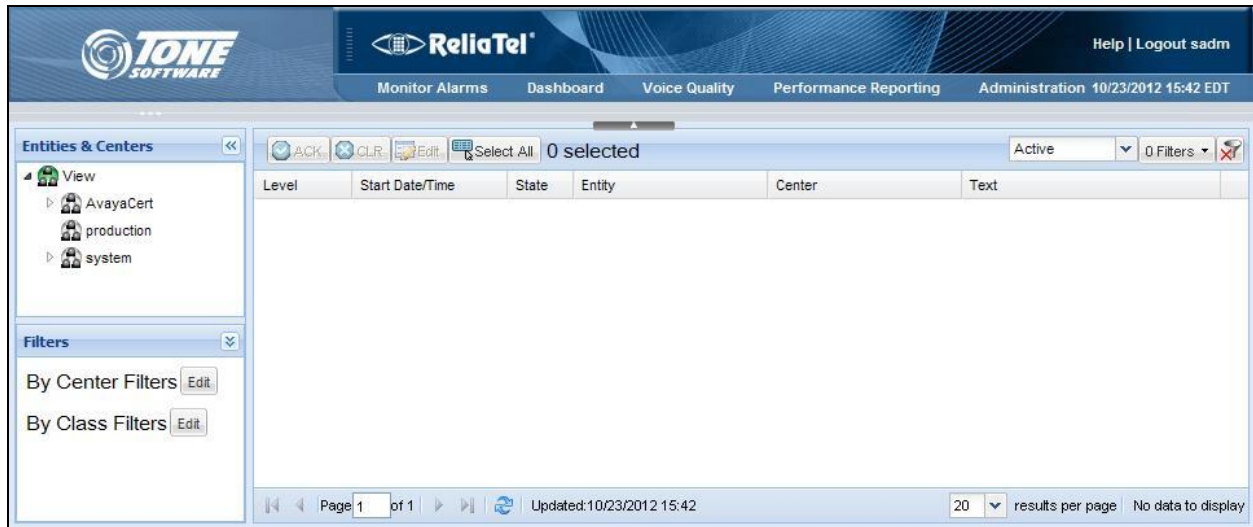 TONE
SOFTWARE
ReliaTel
Help | Logout sadm
Monitor Alarms Dashboard Voice Quality Performance Reporting Administration 10/23/2012 15:42 EDT
Entities & Centers
View
AvayaCert
production
system
Filters
By Center Filters Edit
By Class Filters Edit
ACK CLR Edit Select All 0 selected Active 0 Filters
Level Start Date/Time State Entity Center Text
Page 1 of 1 Updated:10/23/2012 15:42 20 results per page No data to display